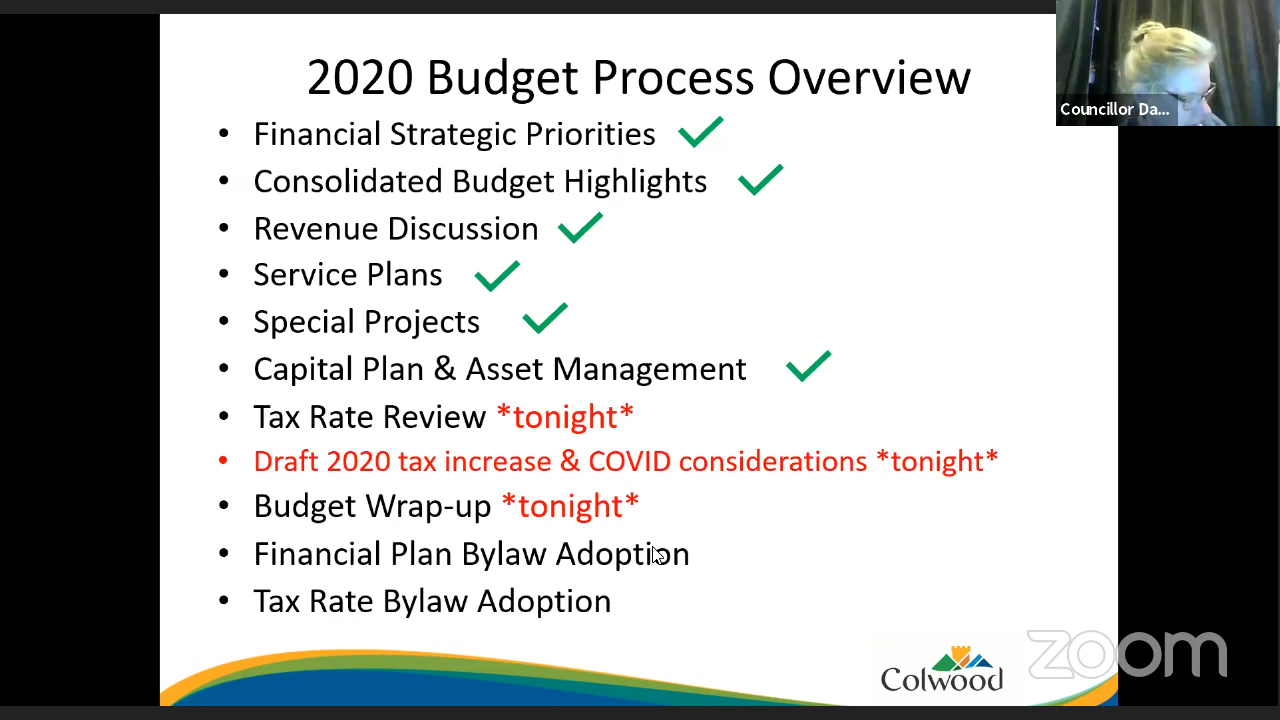 2020 Budget Process Overview
Councillor Da...
• Financial Strategic Priorities
• Consolidated Budget Highlights
• Revenue Discussion
• Service Plans
• Special Projects
• Capital Plan & Asset Management
• Tax Rate Review *tonight*
• Draft 2020 tax increase & COVID considerations *tonight*
• Budget Wrap-up *tonight*
• Financial Plan Bylaw Adoption
• Tax Rate Bylaw Adoption
Colwood
zoom